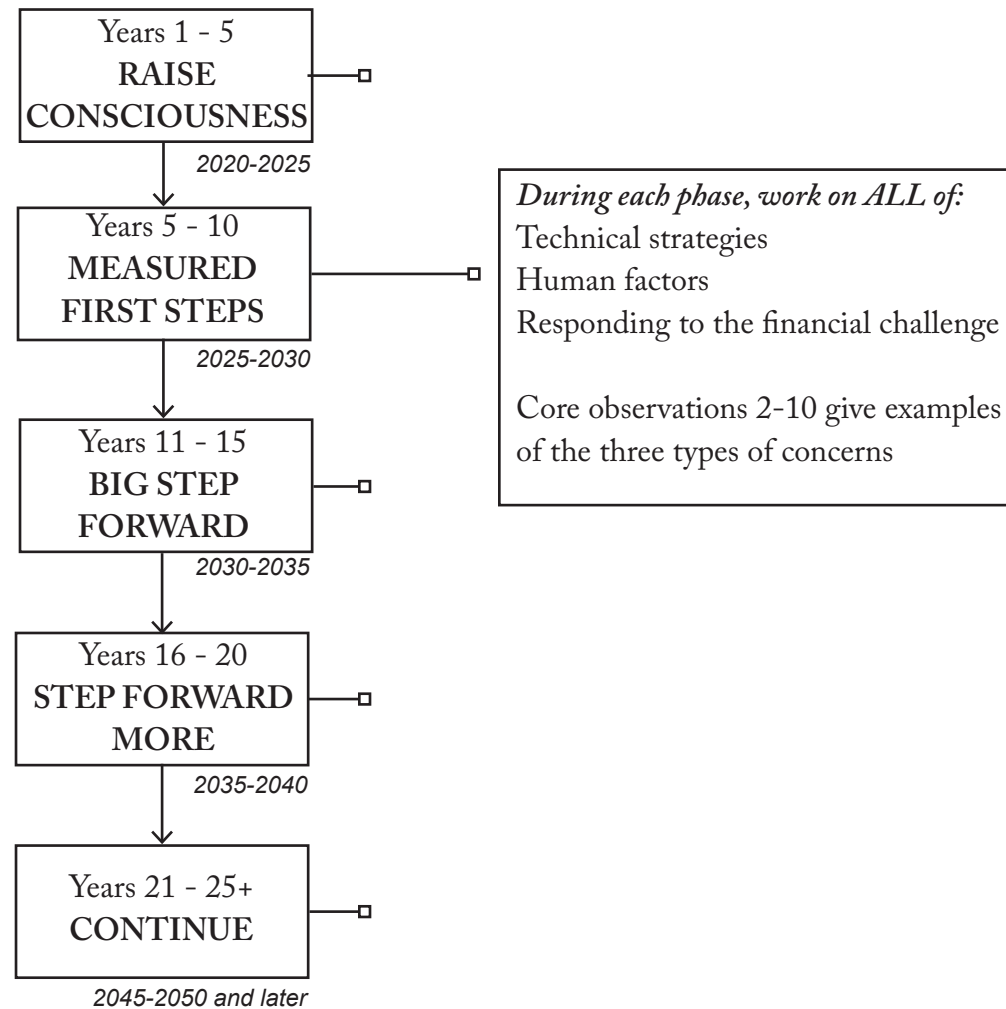 Years 1 - 5
RAISE
CONSCIOUSNESS
2020-2025
Years 5 - 10
MEASURED
FIRST STEPS
2025-2030
Years 11 - 15
BIG STEP
FORWARD
2030-2035
Years 16 - 20
STEP FORWARD
MORE
2035-2040
Years 21 - 25+
CONTINUE
2045-2050 and later
During each phase, work on ALL of:
Technical strategies
Human factors
Responding to the financial challenge
Core observations 2-10 give examples
of the three types of concerns